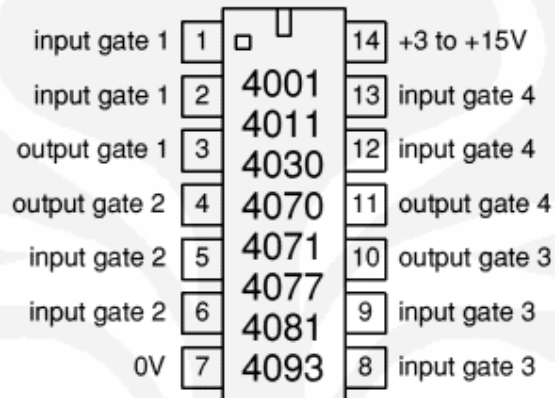 input gate 1 1 14 +3 to +15V
input gate 1 2 13 input gate 4
output gate 1 3 12 input gate 4
output gate 2 4 11 output gate 4
input gate 2 5 10 output gate 3
input gate 2 6 9 input gate 3
0V 7 8 input gate 3
4001
4011
4030
4070
4071
4077
4081
4093